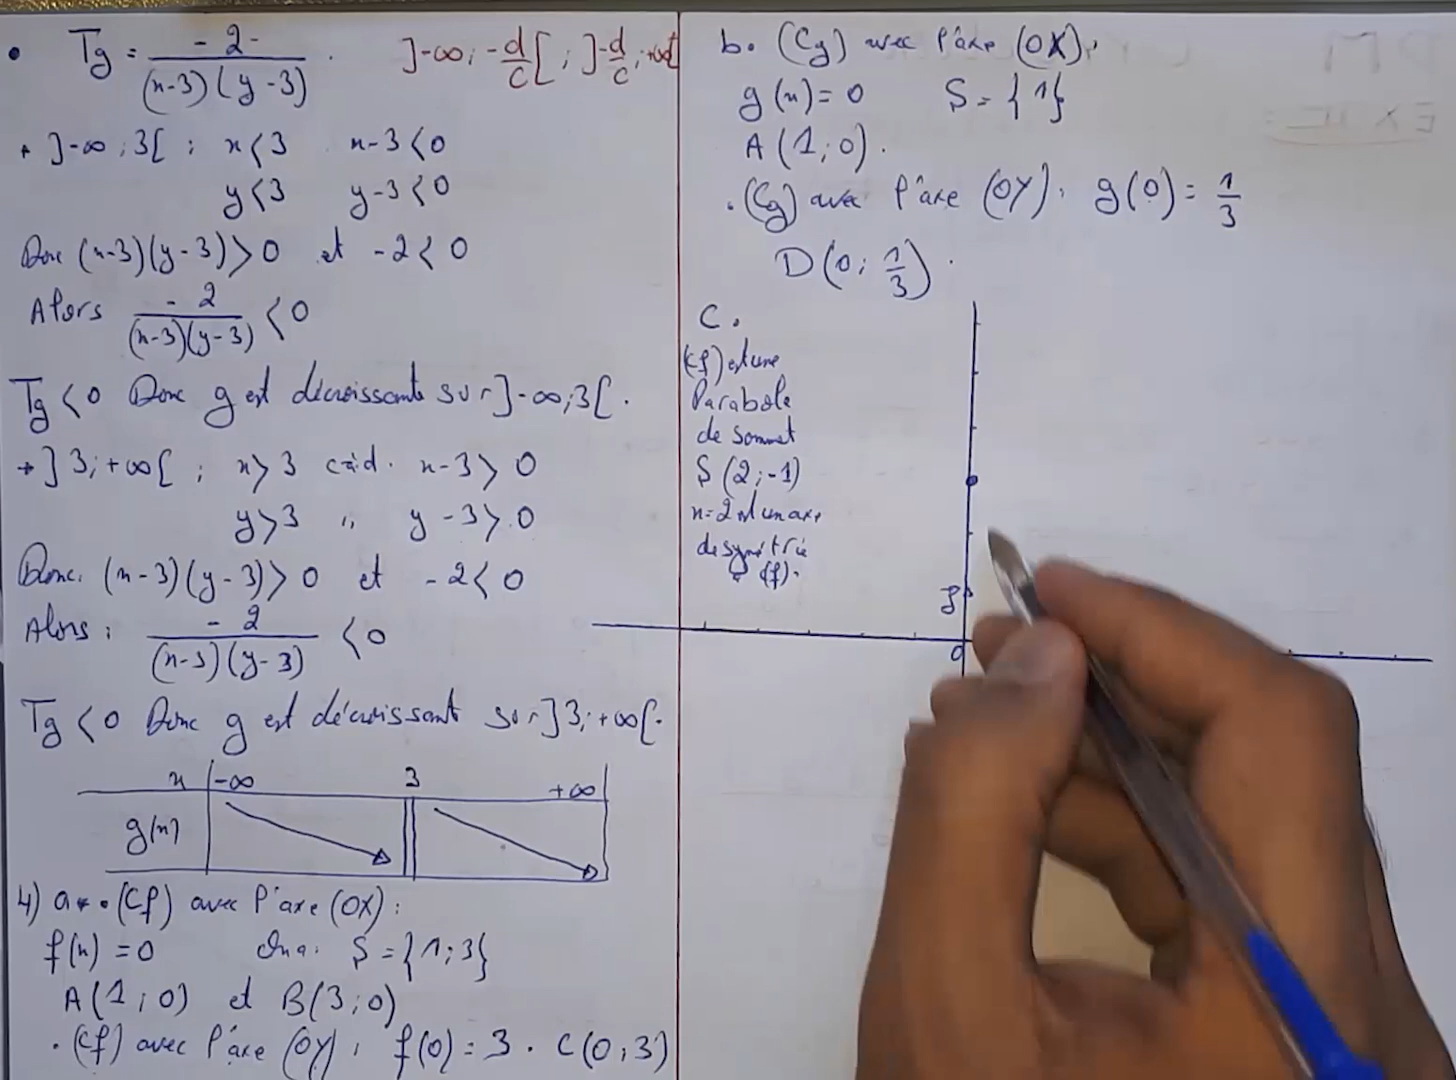 • Tg = -2 / (x-3)(y-3) . ]-∞; -d/c[ ; ]-d/c; +∞[
+ ]-∞; 3[ ; x<3 x-3<0
y<3 y-3<0
Donc (x-3)(y-3)>0 et -2<0
Alors -2 / (x-3)(y-3) <0
Tg<0 Donc g est décroissante sur ]-∞;3[.
+ ]3; +∞[ ; x>3 càd. x-3>0
y>3 '' y-3>0
Donc. (x-3)(y-3)>0 et -2<0
Alors: -2 / (x-3)(y-3) <0
Tg<0 Donc g est décroissant sur ]3; +∞[.
x -∞ 3 +∞
g(x)
4) a. • (Cf) avec l'axe (OX):
f(x)=0 On a: S={1;3}
A(1;0) et B(3;0)
• (Cf) avec l'axe (OY): f(0)=3. C(0;3)
b. (Cg) avec l'axe (OX):
g(x)=0 S={1}
A(1;0).
• (Cg) avec l'axe (OY): g(0)=1/3
D(0; 1/3).
C.
(Cf) est une
Parabole
de sommet
S(2;-1)
x=2 est un axe
de symétrie
(f).
J
O